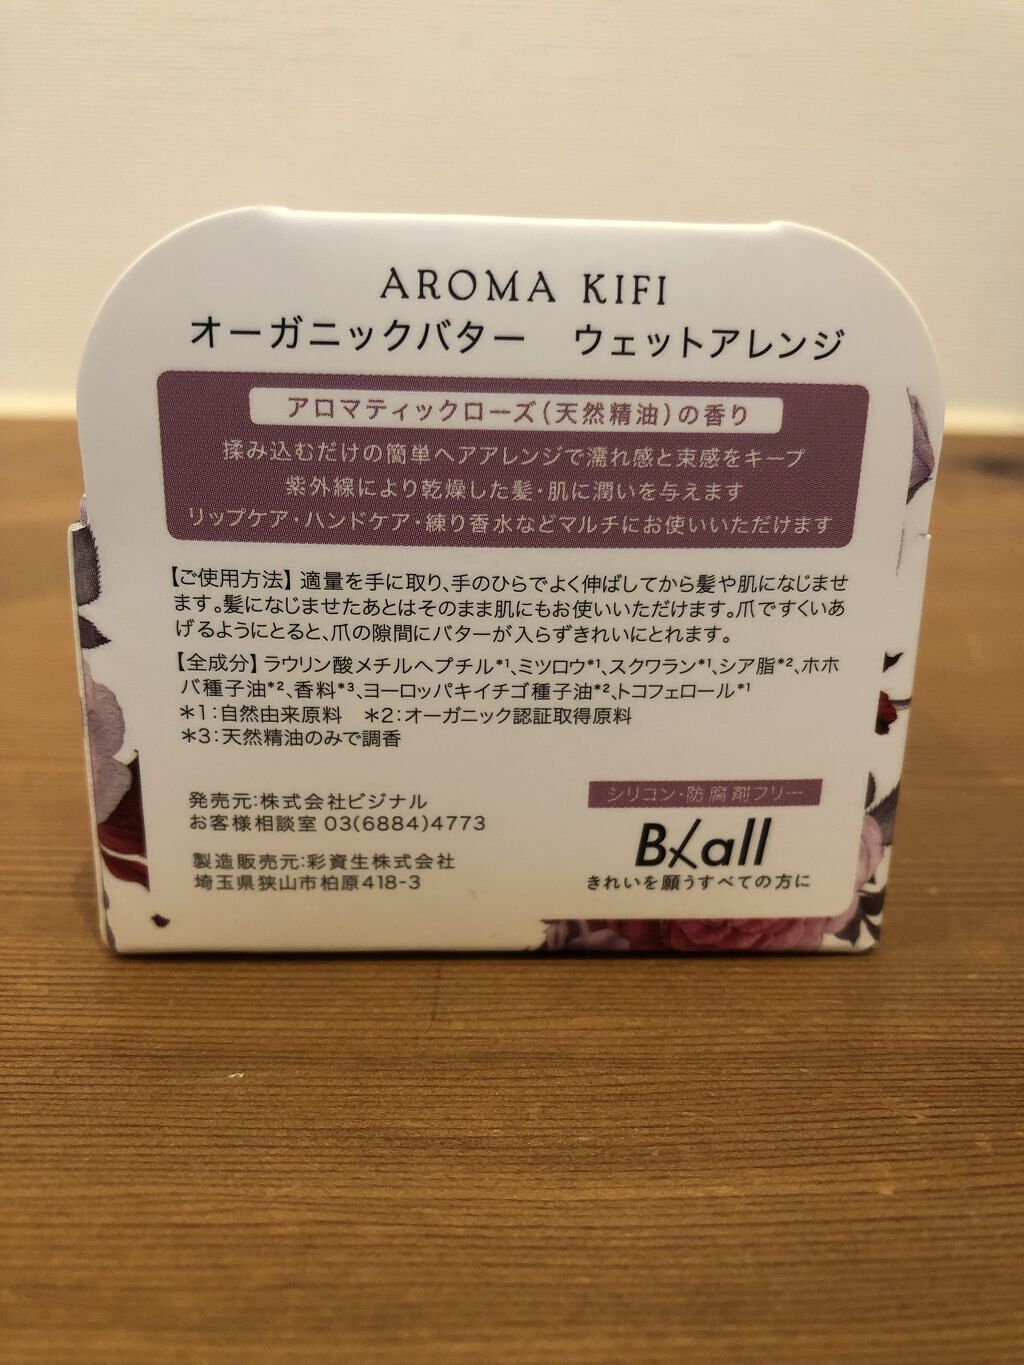 AROMA KIFI
オーガニックバター　ウェットアレンジ
アロマティックローズ(天然精油)の香り
揉み込むだけの簡単ヘアアレンジで濡れ感と束感をキープ
紫外線により乾燥した髪・肌に潤いを与えます
リップケア・ハンドケア・練り香水などマルチにお使いいただけます
【ご使用方法】適量を手に取り、手のひらでよく伸ばしてから髪や肌になじませ
ます。髪になじませたあとはそのまま肌にもお使いいただけます。爪ですくいあ
げるようにとると、爪の隙間にバターが入らずきれいにとれます。
【全成分】ラウリン酸メチルヘプチル*1、ミツロウ*1、スクワラン*1、シア脂*2、ホホ
バ種子油*2、香料*3、ヨーロッパキイチゴ種子油*2、トコフェロール*1
＊1：自然由来原料　＊2：オーガニック認証取得原料
＊3：天然精油のみで調香
発売元：株式会社ビジナル
お客様相談室 03(6884)4773
製造販売元：彩資生株式会社
埼玉県狭山市柏原418-3
シリコン・防腐剤フリー
B/all
きれいを願うすべての方に